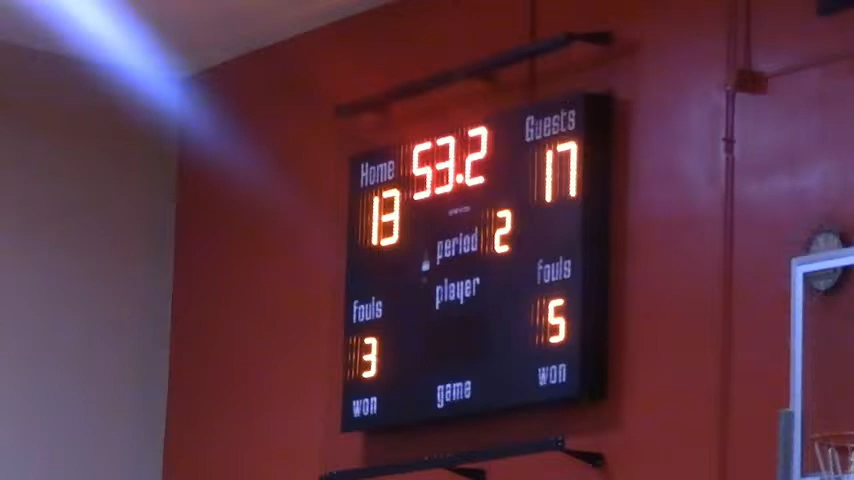 Home 53.2 Guests
13 17
period 2
player
fouls fouls
3 5
won game won